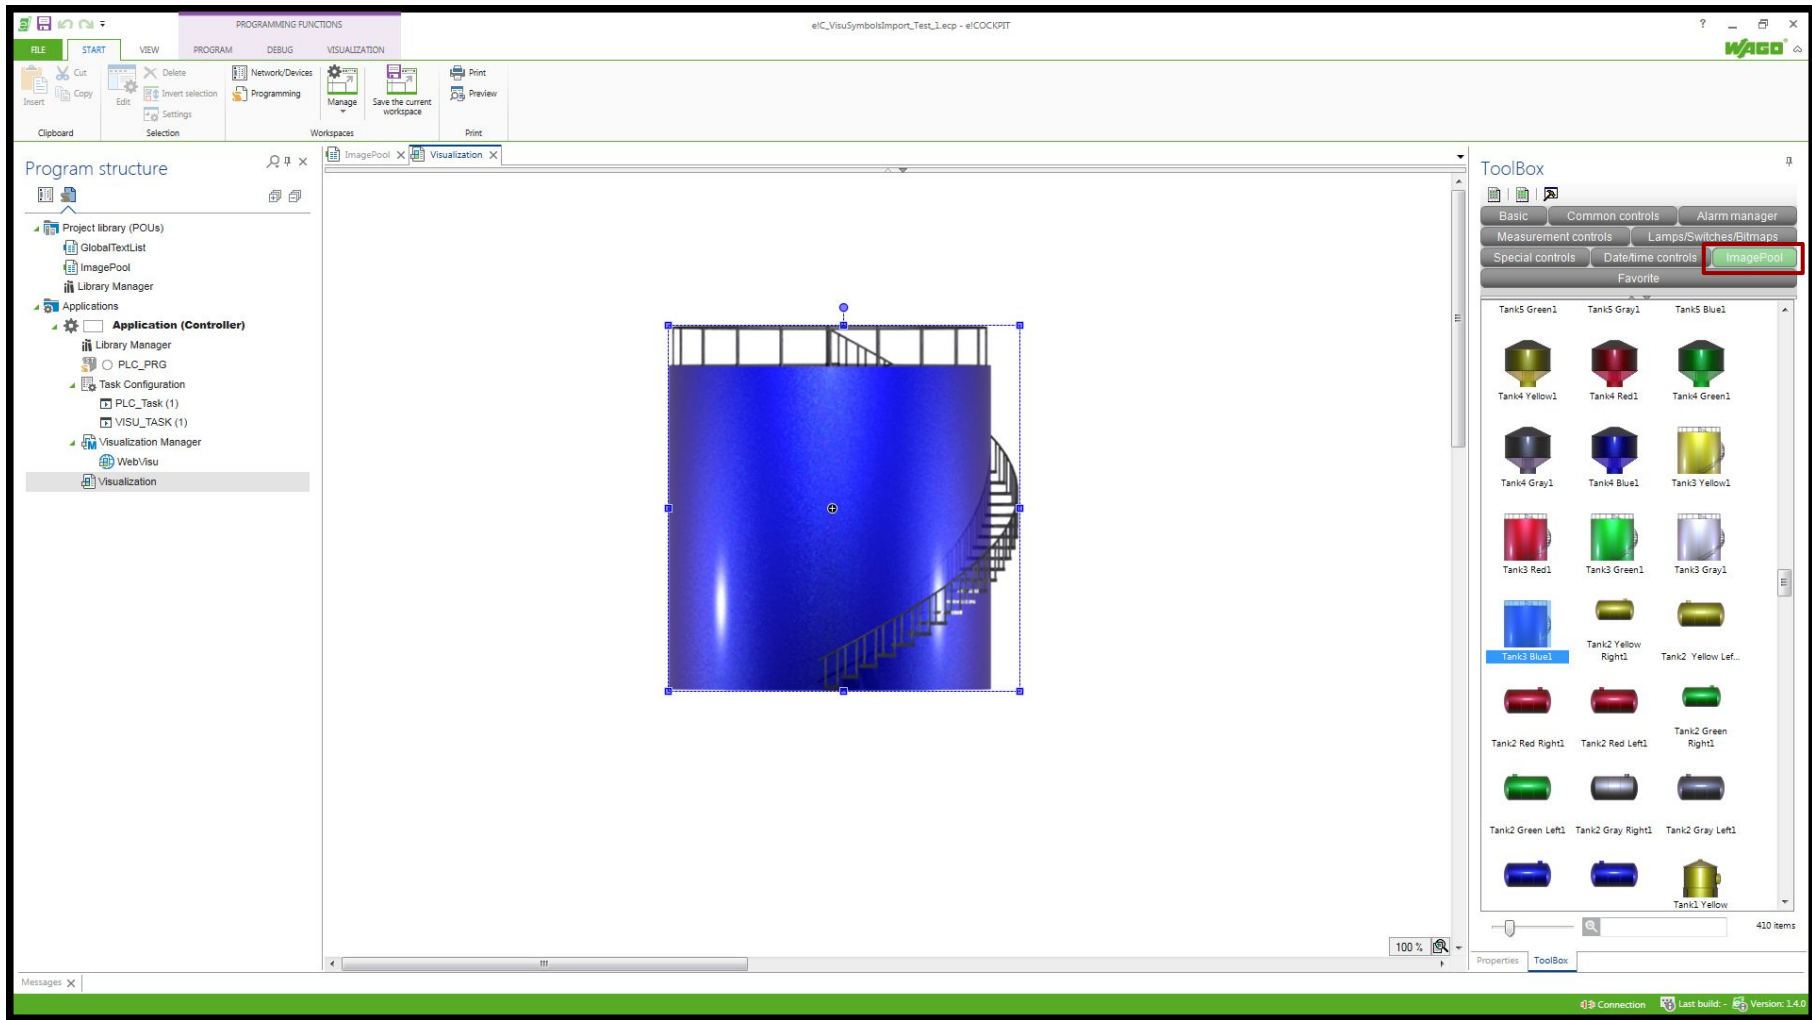 PROGRAMMING FUNCTIONS
e!C_VisuSymbolsImport_Test_1.ecp - e!COCKPIT
FILE START VIEW PROGRAM DEBUG VISUALIZATION
WAGO
Insert
Cut
Copy
Clipboard
Edit
Delete
Invert selection
Settings
Selection
Network/Devices
Programming
Manage
Save the current
workspace
Workspaces
Print
Preview
Print
Program structure
Project library (POUs)
GlobalTextList
ImagePool
Library Manager
Applications
Application (Controller)
Library Manager
PLC_PRG
Task Configuration
PLC_Task (1)
VISU_TASK (1)
Visualization Manager
WebVisu
Visualization
ImagePool Visualization
100 %
ToolBox
Basic Common controls Alarm manager
Measurement controls Lamps/Switches/Bitmaps
Special controls Date/time controls ImagePool
Favorite
Tank5 Green1 Tank5 Gray1 Tank5 Blue1
Tank4 Yellow1 Tank4 Red1 Tank4 Green1
Tank4 Gray1 Tank4 Blue1 Tank3 Yellow1
Tank3 Red1 Tank3 Green1 Tank3 Gray1
Tank3 Blue1 Tank2 Yellow Right1 Tank2 Yellow Lef...
Tank2 Red Right1 Tank2 Red Left1 Tank2 Green Right1
Tank2 Green Left1 Tank2 Gray Right1 Tank2 Gray Left1
Tank1 Yellow
410 items
Properties ToolBox
Messages
Connection Last build: - Version: 1.4.0